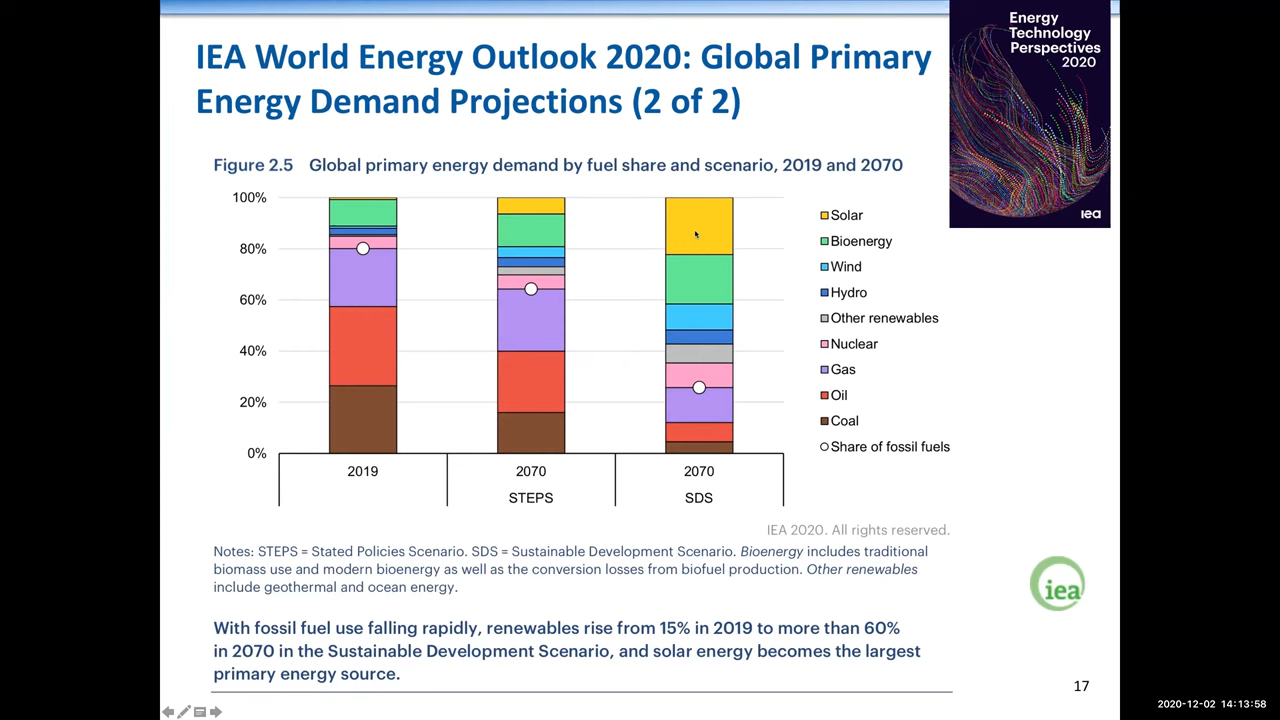 IEA World Energy Outlook 2020: Global Primary
Energy Demand Projections (2 of 2)
Energy
Technology
Perspectives
2020
iea
Figure 2.5 Global primary energy demand by fuel share and scenario, 2019 and 2070
100%
80%
60%
40%
20%
0%
2019
2070
2070
STEPS
SDS
Solar
Bioenergy
Wind
Hydro
Other renewables
Nuclear
Gas
Oil
Coal
Share of fossil fuels
IEA 2020. All rights reserved.
Notes: STEPS = Stated Policies Scenario. SDS = Sustainable Development Scenario. Bioenergy includes traditional
biomass use and modern bioenergy as well as the conversion losses from biofuel production. Other renewables
include geothermal and ocean energy.
iea
With fossil fuel use falling rapidly, renewables rise from 15% in 2019 to more than 60%
in 2070 in the Sustainable Development Scenario, and solar energy becomes the largest
primary energy source.
17
2020-12-02 14:13:58